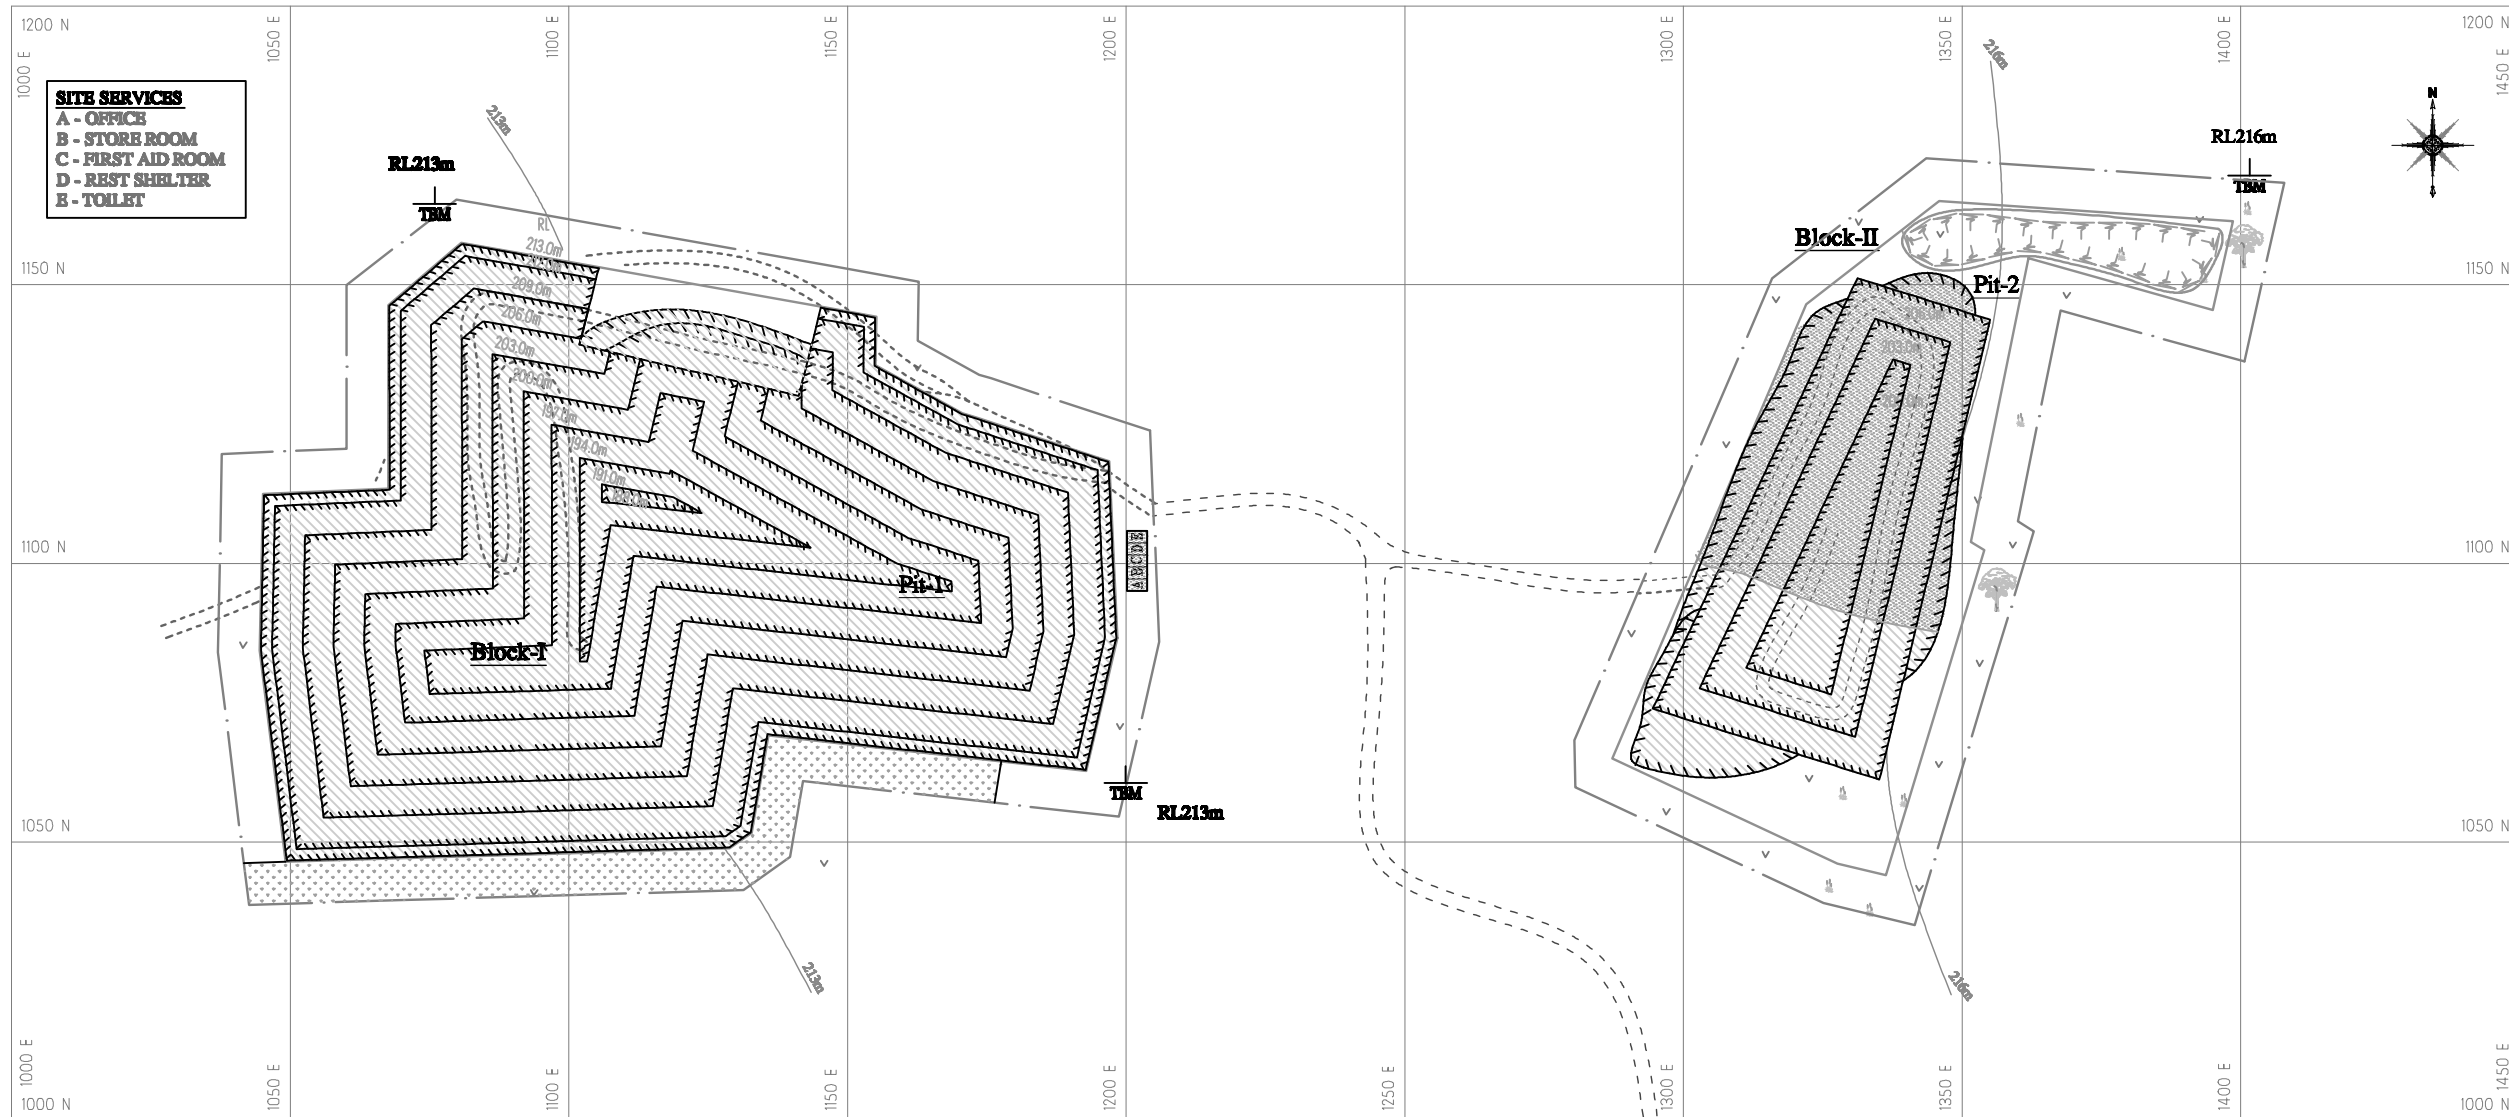 1200 N
1000 E
1050 E
1100 E
1150 E
1200 E
1300 E
1350 E
1400 E
1200 N
1450 E
SITE SERVICES
A - OFFICE
B - STORE ROOM
C - FIRST AID ROOM
D - REST SHELTER
E - TOILET
213m
RL213m
TBM
216m
RL216m
TBM
N
RL
213.0m
209.0m
206.0m
203.0m
200.0m
197.0m
194.0m
191.0m
Block-II
Pit-2
1150 N
1150 N
1100 N
1100 N
ABCDE
Pit-1
Block-I
TBM
RL213m
1050 N
1050 N
213m
216m
1000 E
1050 E
1100 E
1150 E
1200 E
1250 E
1300 E
1350 E
1400 E
1450 E
1000 N
1000 N